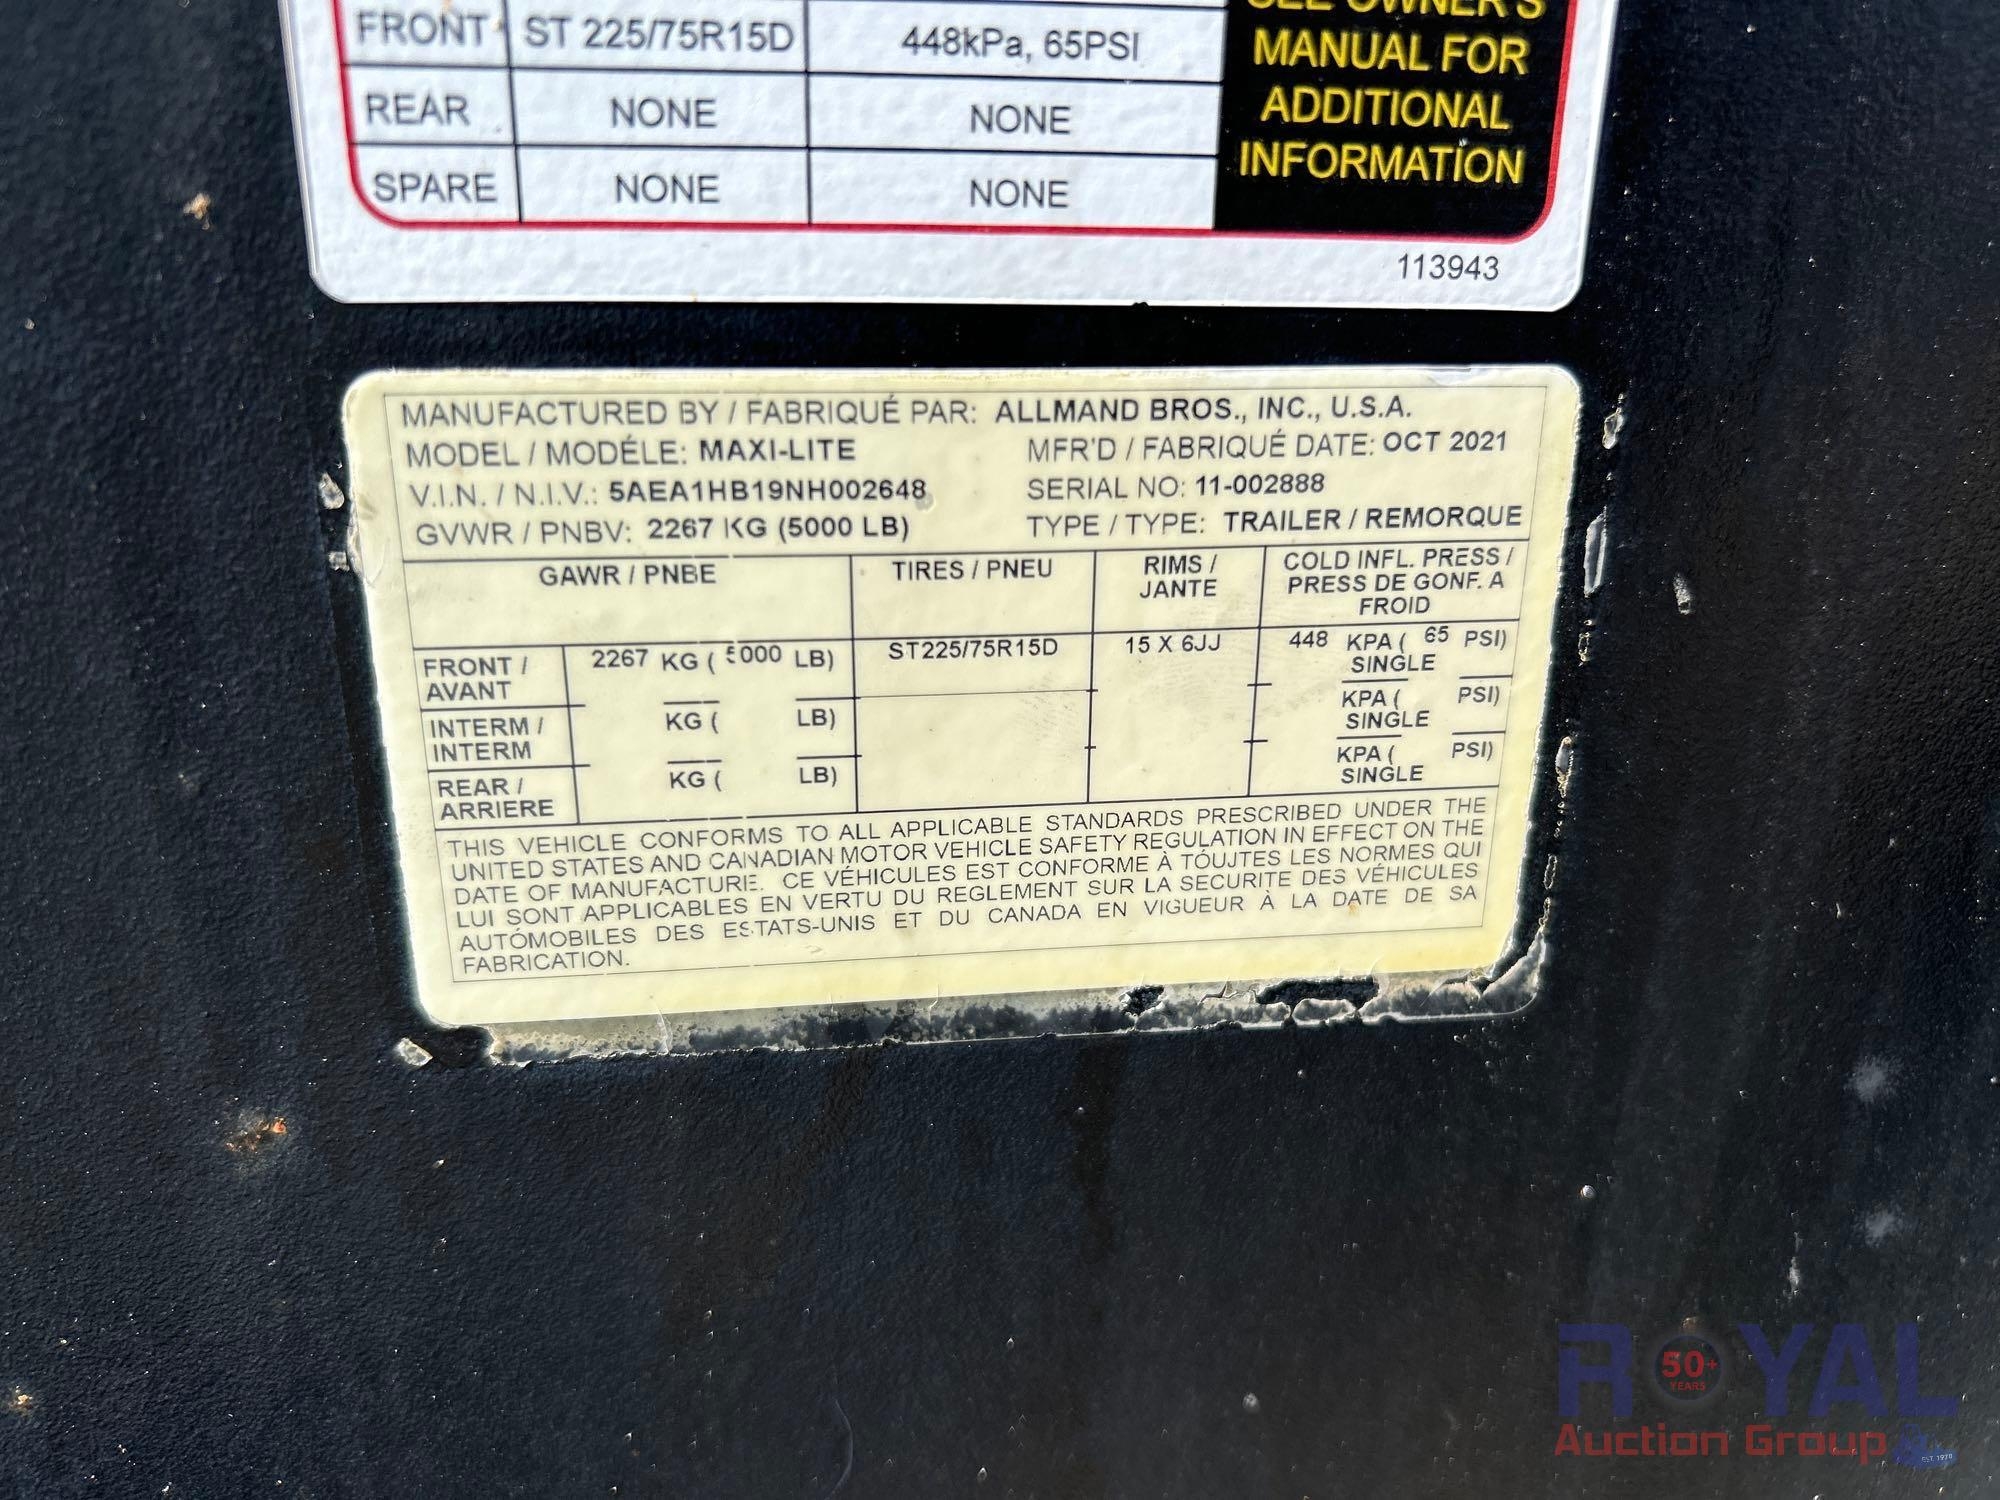 SEE OWNER'S
FRONT ST 225/75R15D 448kPa, 65PSI MANUAL FOR
REAR NONE NONE ADDITIONAL
INFORMATION
SPARE NONE NONE
113943
MANUFACTURED BY / FABRIQUÉ PAR: ALLMAND BROS., INC., U.S.A.
MODEL / MODÉLE: MAXI-LITE MFR'D / FABRIQUÉ DATE: OCT 2021
V.I.N. / N.I.V.: 5AEA1HB19NH002648 SERIAL NO: 11-002888
GVWR / PNBV: 2267 KG (5000 LB) TYPE / TYPE: TRAILER / REMORQUE
GAWR / PNBE TIRES / PNEU RIMS / JANTE COLD INFL. PRESS / PRESS DE GONF. A FROID
FRONT / AVANT 2267 KG ( 5000 LB) ST225/75R15D 15 X 6JJ 448 KPA ( 65 PSI) SINGLE
INTERM / INTERM KG ( LB) KPA ( PSI) SINGLE
REAR / ARRIERE KG ( LB) KPA ( PSI) SINGLE
THIS VEHICLE CONFORMS TO ALL APPLICABLE STANDARDS PRESCRIBED UNDER THE
UNITED STATES AND CANADIAN MOTOR VEHICLE SAFETY REGULATION IN EFFECT ON THE
DATE OF MANUFACTURE. CE VÉHICULES EST CONFORME À TÓUJTES LES NORMES QUI
LUI SONT APPLICABLES EN VERTU DU REGLEMENT SUR LA SECURITE DES VÉHICULES
AUTÓMOBILES DES ESTATS-UNIS ET DU CANADA EN VIGUEUR À LA DATE DE SA
FABRICATION.
ROYAL
50+
YEARS
Auction Group
EST. 1970